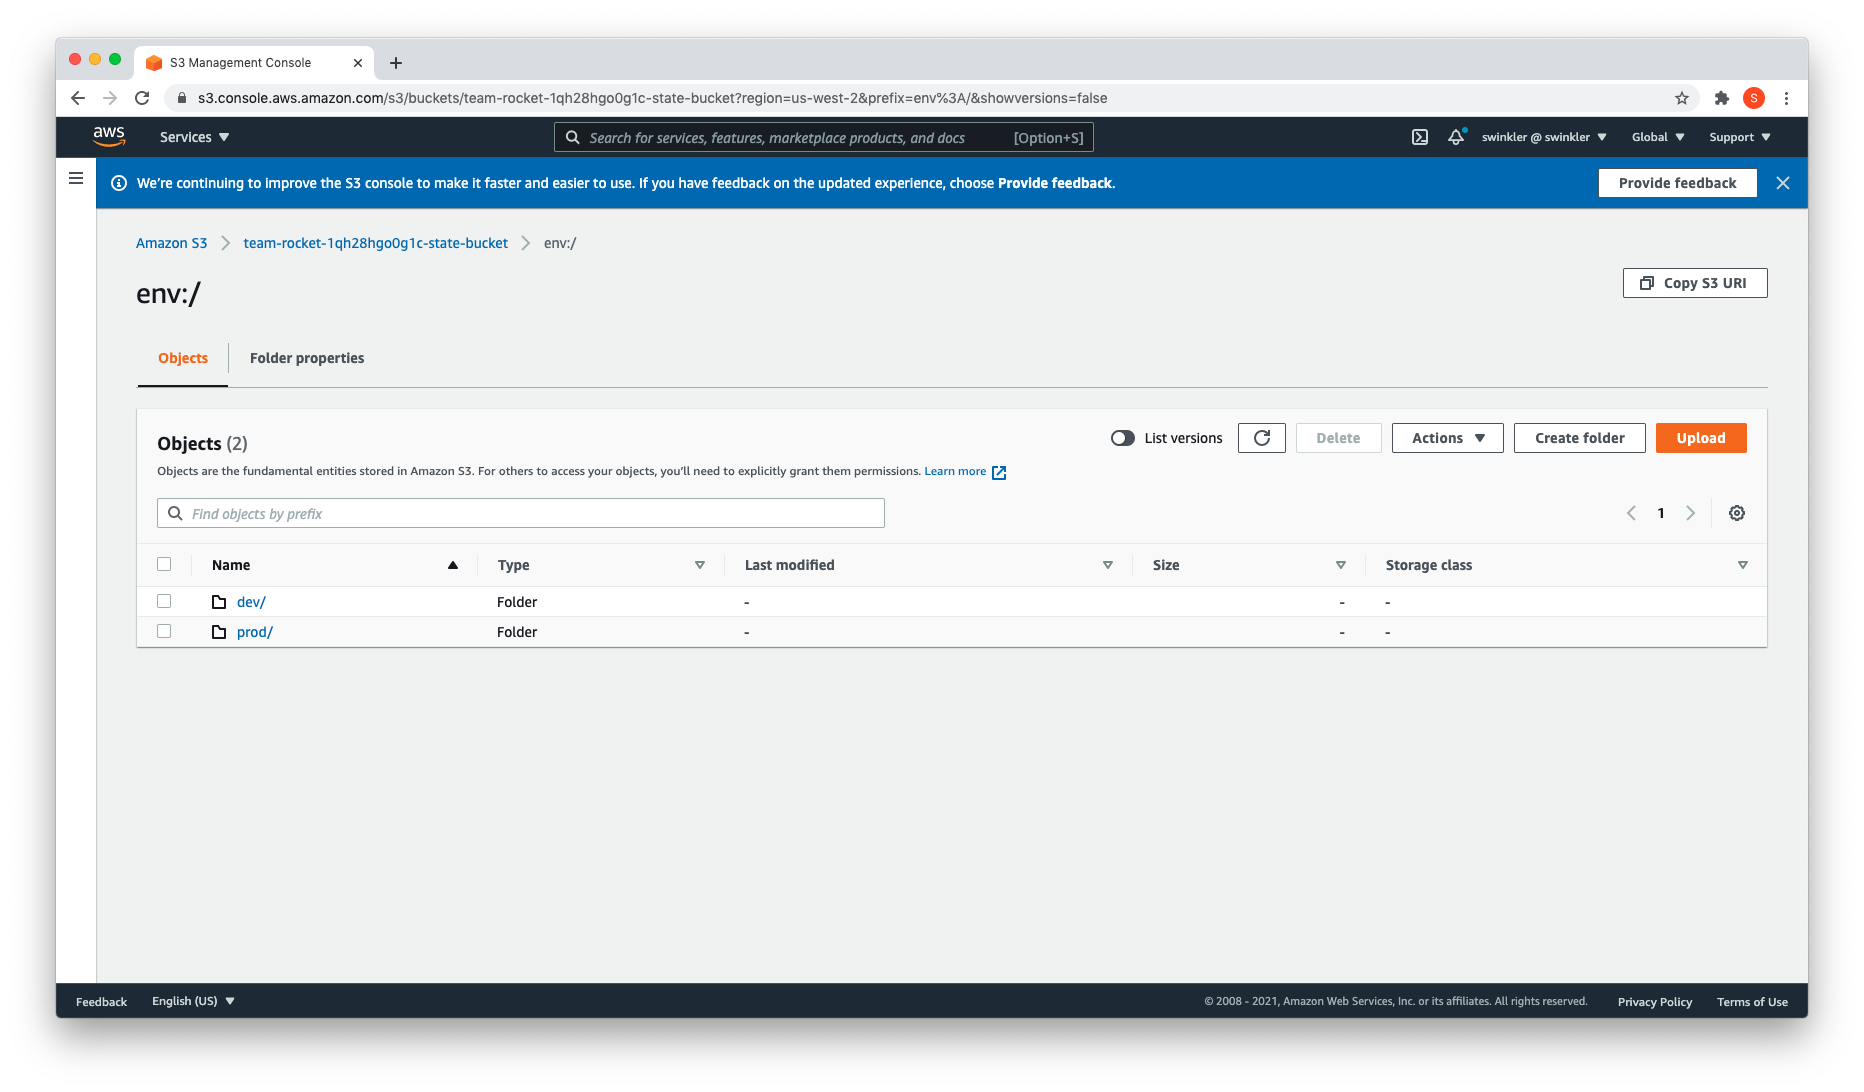 S3 Management Console
s3.console.aws.amazon.com/s3/buckets/team-rocket-1qh28hgo0g1c-state-bucket?region=us-west-2&prefix=env%3A/&showversions=false
S
aws Services Search for services, features, marketplace products, and docs [Option+S] swinkler @ swinkler Global Support
We're continuing to improve the S3 console to make it faster and easier to use. If you have feedback on the updated experience, choose Provide feedback. Provide feedback
Amazon S3 team-rocket-1qh28hgo0g1c-state-bucket env:/
env:/ Copy S3 URI
Objects Folder properties
Objects (2) List versions Delete Actions Create folder Upload
Objects are the fundamental entities stored in Amazon S3. For others to access your objects, you'll need to explicitly grant them permissions. Learn more
Find objects by prefix 1
Name Type Last modified Size Storage class
dev/ Folder - - -
prod/ Folder - - -
Feedback English (US) © 2008 - 2021, Amazon Web Services, Inc. or its affiliates. All rights reserved. Privacy Policy Terms of Use